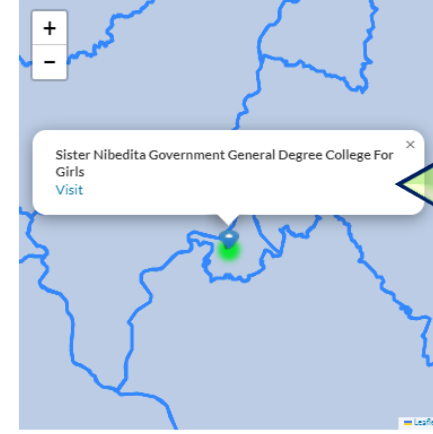 +
−
Sister Nibedita Government General Degree College For
Girls
Visit
×